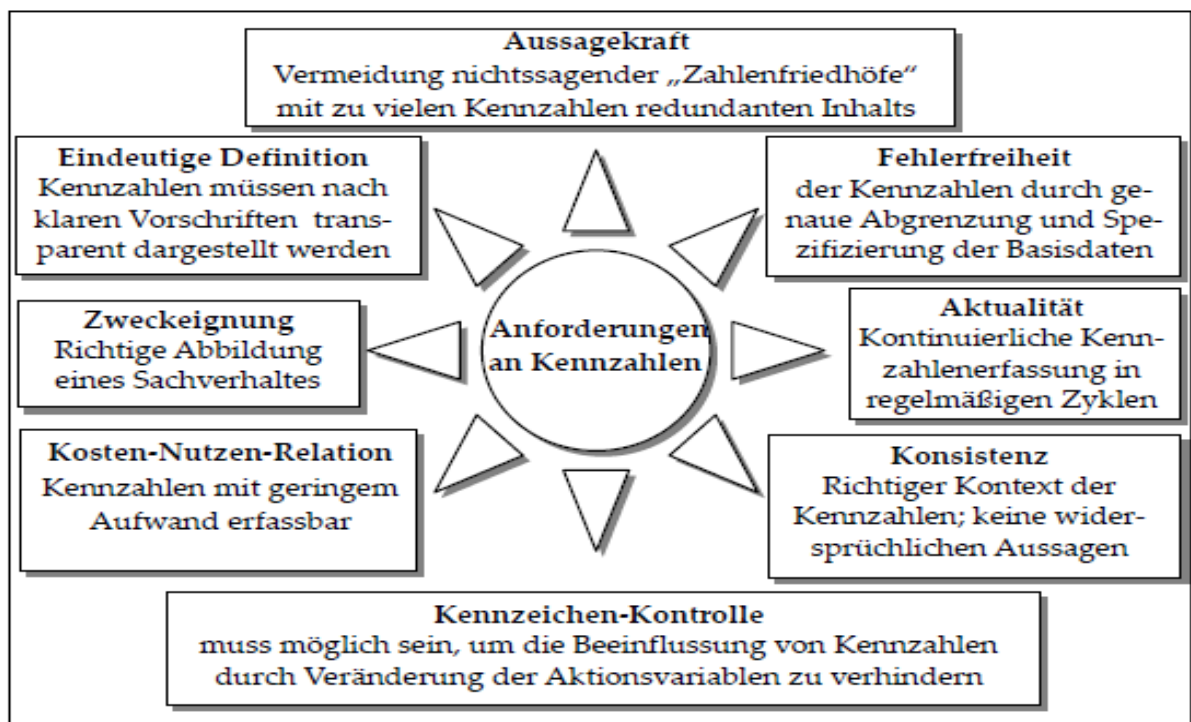 Aussagekraft
Vermeidung nichtssagender „Zahlenfriedhöfe“
mit zu vielen Kennzahlen redundanten Inhalts
Eindeutige Definition
Kennzahlen müssen nach
klaren Vorschriften trans-
parent dargestellt werden
Fehlerfreiheit
der Kennzahlen durch ge-
naue Abgrenzung und Spe-
zifizierung der Basisdaten
Zweckeignung
Richtige Abbildung
eines Sachverhaltes
Anforderungen
an Kennzahlen
Aktualität
Kontinuierliche Kenn-
zahlenerfassung in
regelmäßigen Zyklen
Kosten-Nutzen-Relation
Kennzahlen mit geringem
Aufwand erfassbar
Konsistenz
Richtiger Kontext der
Kennzahlen; keine wider-
sprüchlichen Aussagen
Kennzeichen-Kontrolle
muss möglich sein, um die Beeinflussung von Kennzahlen
durch Veränderung der Aktionsvariablen zu verhindern